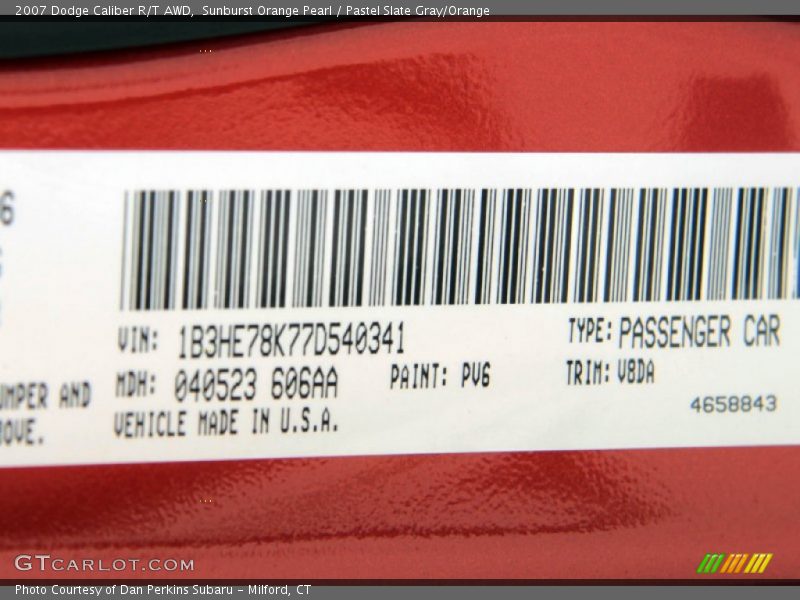 2007 Dodge Caliber R/T AWD, Sunburst Orange Pearl / Pastel Slate Gray/Orange
6
VIN: 1B3HE78K77D540341
TYPE: PASSENGER CAR
UMPER AND
MDH: 040523 606AA
PAINT: PV6
TRIM: V8DA
OVE.
VEHICLE MADE IN U.S.A.
4658843
GTCARLOT.COM
Photo Courtesy of Dan Perkins Subaru - Milford, CT